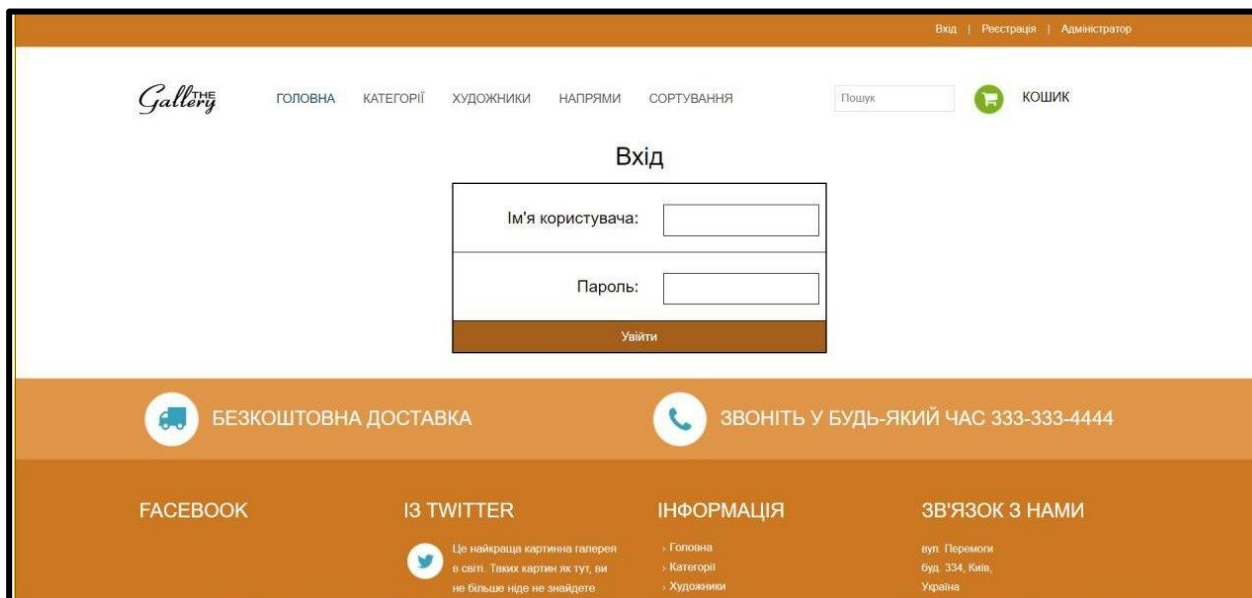 Вхід | Реєстрація | Адміністратор
THE Gallery ГОЛОВНА КАТЕГОРІЇ ХУДОЖНИКИ НАПРЯМИ СОРТУВАННЯ Пошук КОШИК
Вхід
Ім'я користувача:
Пароль:
Увійти
БЕЗКОШТОВНА ДОСТАВКА ЗВОНІТЬ У БУДЬ-ЯКИЙ ЧАС 333-333-4444
FACEBOOK
ІЗ TWITTER
Це найкраща картинна галерея
в світі. Таких картин як тут, ви
не більше ніде не знайдете
ІНФОРМАЦІЯ
› Головна
› Категорії
› Художники
ЗВ'ЯЗОК З НАМИ
вул. Перемоги
буд. 334, Київ,
Україна